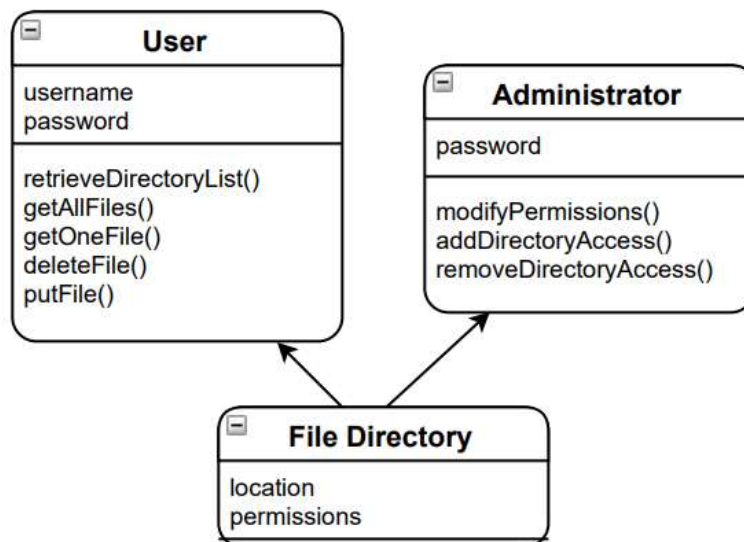 User
username
password
retrieveDirectoryList()
getAllFiles()
getOneFile()
deleteFile()
putFile()
Administrator
password
modifyPermissions()
addDirectoryAccess()
removeDirectoryAccess()
File Directory
location
permissions